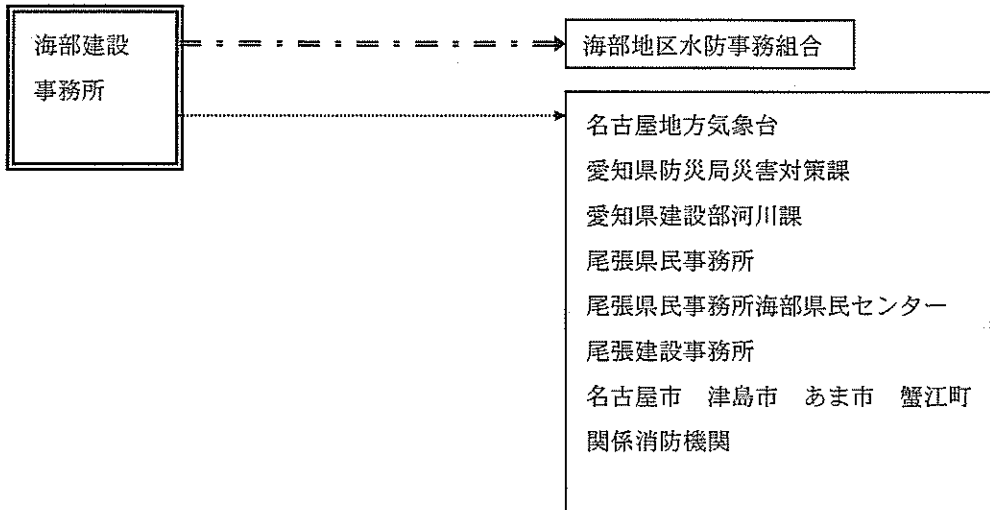 海部建設
事務所
海部地区水防事務組合
名古屋地方気象台
愛知県防災局災害対策課
愛知県建設部河川課
尾張県民事務所
尾張県民事務所海部県民センター
尾張建設事務所
名古屋市　津島市　あま市　蟹江町
関係消防機関